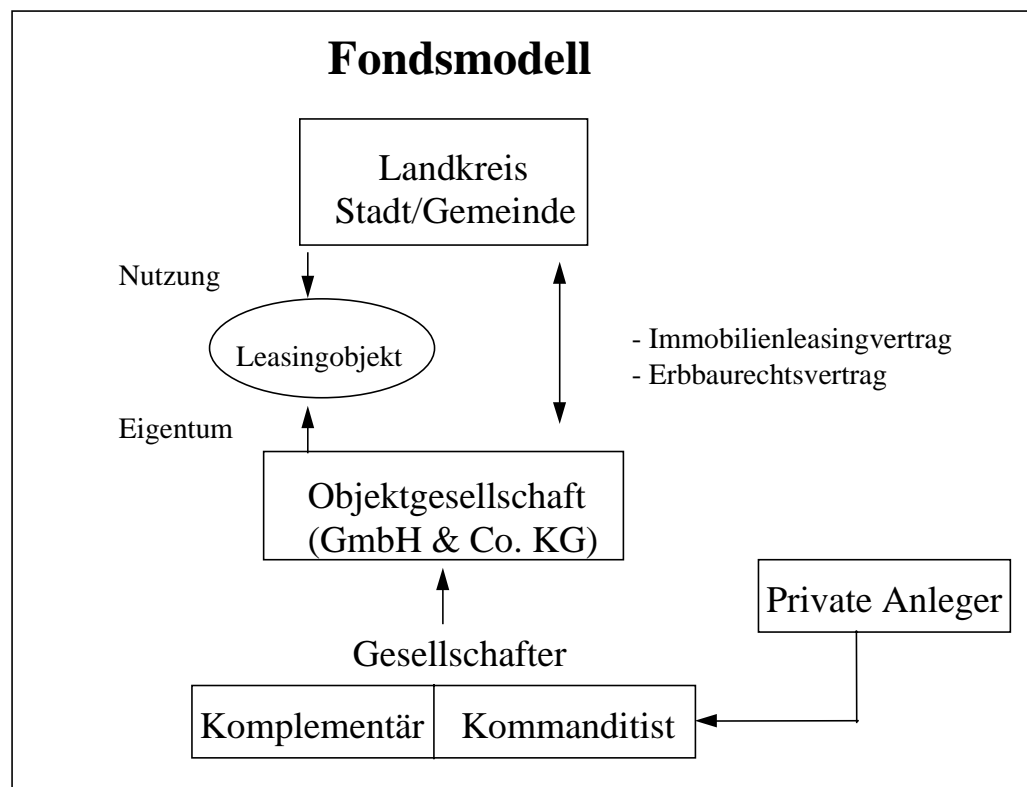 Fondsmodell
Landkreis
Stadt/Gemeinde
Nutzung
Leasingobjekt
- Immobilienleasingvertrag
- Erbbaurechtsvertrag
Eigentum
Objektgesellschaft
(GmbH & Co. KG)
Private Anleger
Gesellschafter
Komplementär
Kommanditist